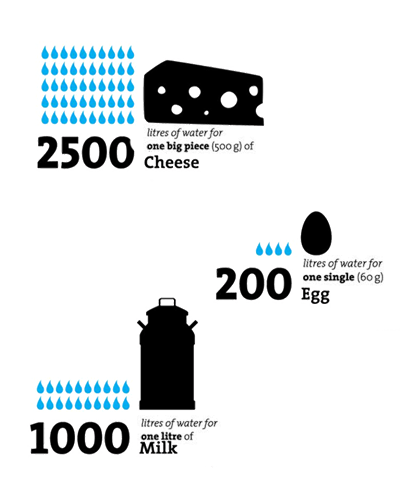 2500
litres of water for
one big piece (500 g) of
Cheese
200
litres of water for
one single (60 g)
Egg
1000
litres of water for
one litre of
Milk